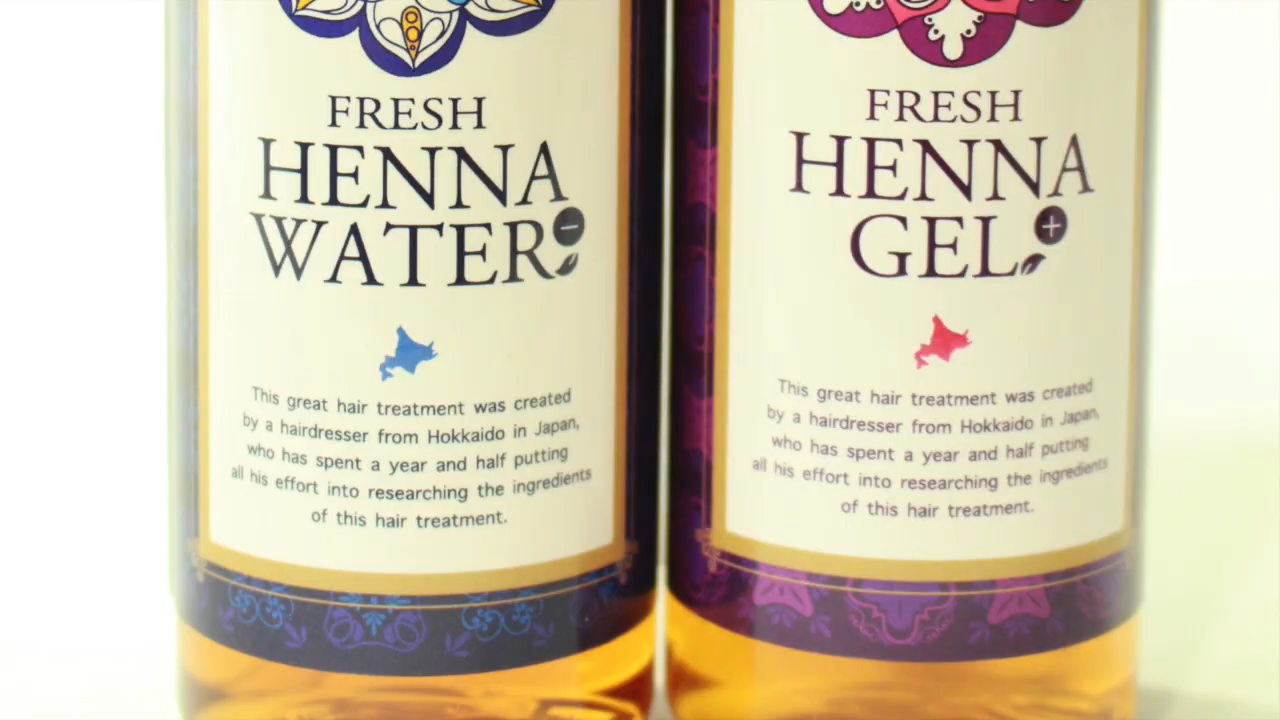 FRESH
HENNA
WATER
−
This great hair treatment was created
by a hairdresser from Hokkaido in Japan,
who has spent a year and half putting
all his effort into researching the ingredients
of this hair treatment.
FRESH
HENNA
GEL
+
This great hair treatment was created
by a hairdresser from Hokkaido in Japan,
who has spent a year and half putting
all his effort into researching the ingredients
of this hair treatment.